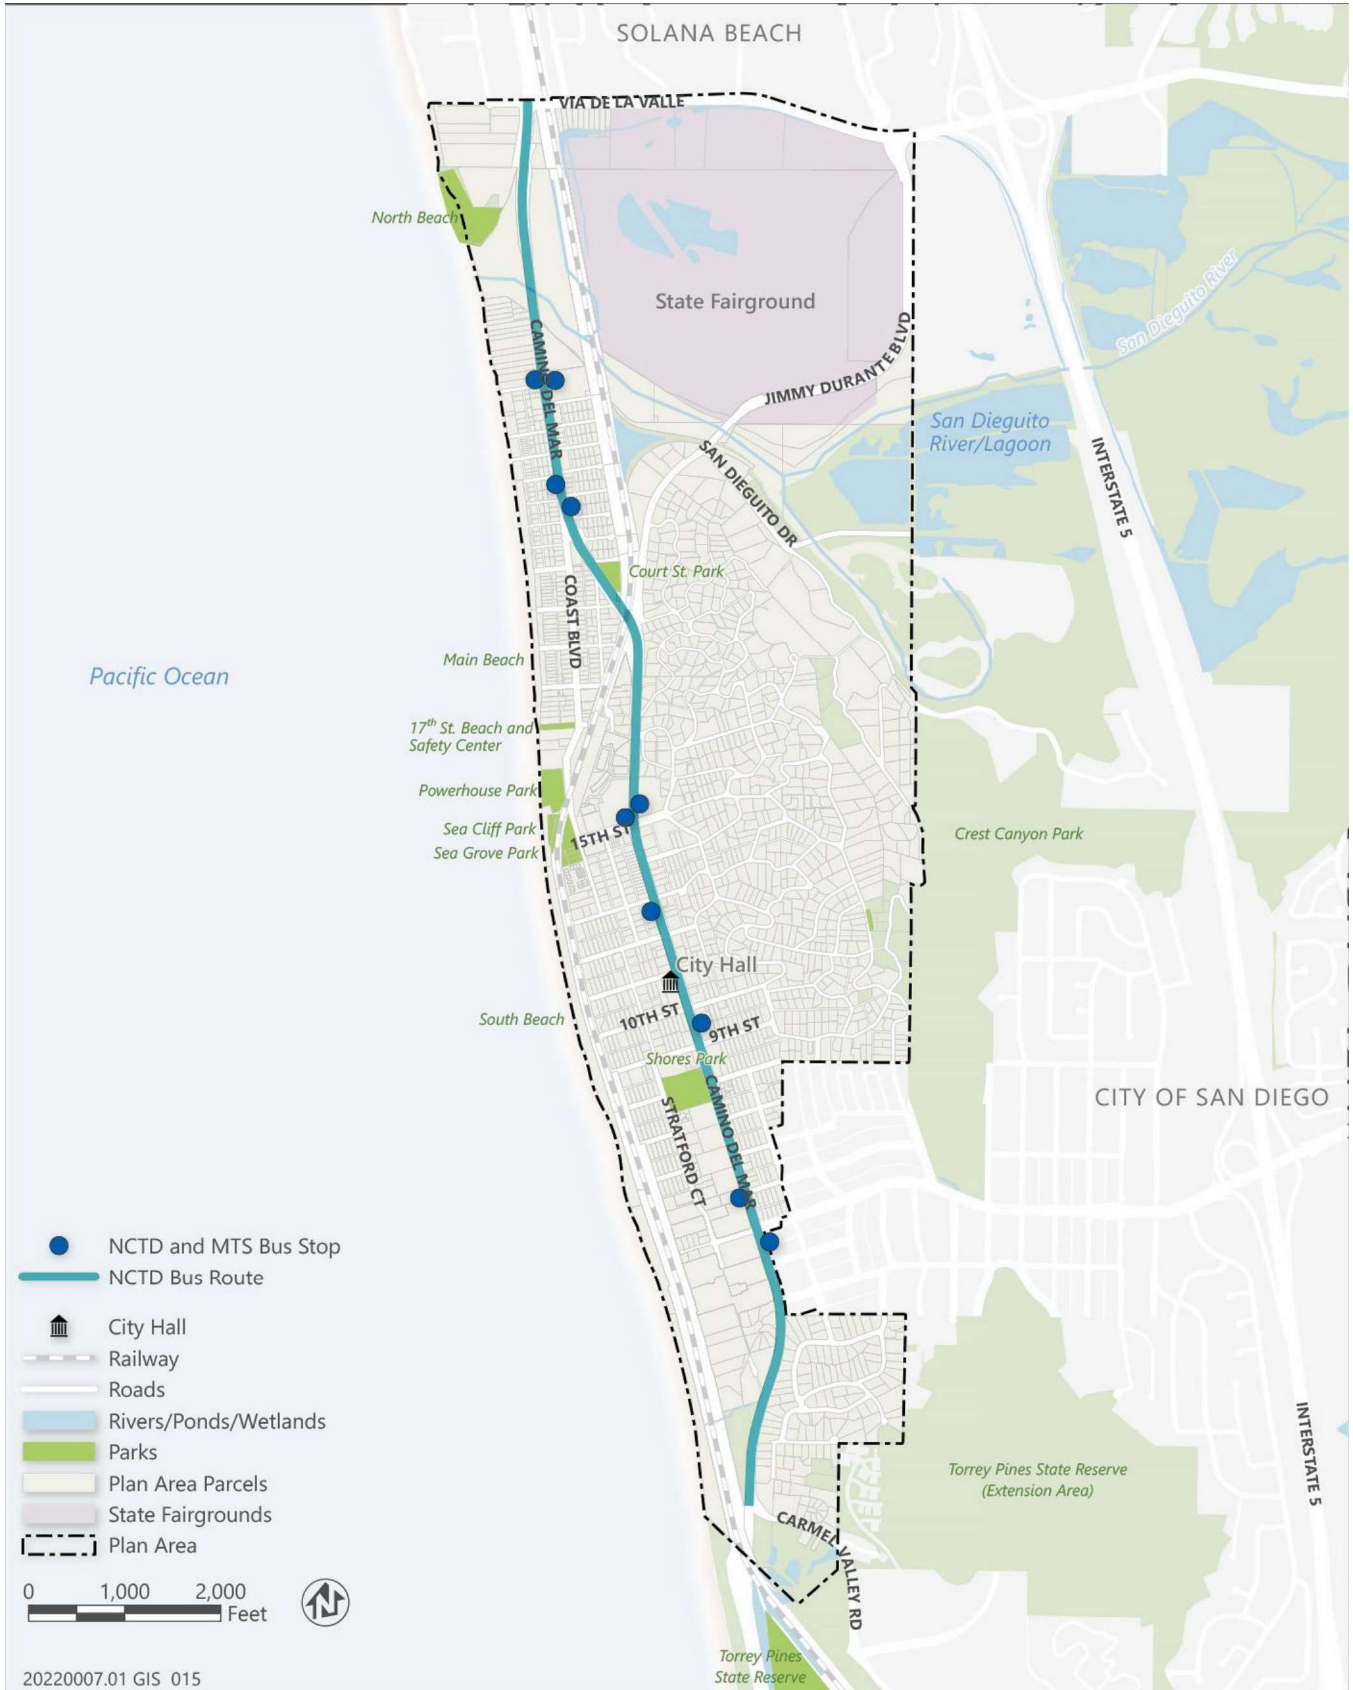 SOLANA BEACH
VIA DE LA VALLE
North Beach
State Fairground
San Dieguito River
CAMINO DEL MAR
JIMMY DURANTE BLVD
San Dieguito
River/Lagoon
INTERSTATE 5
SAN DIEGUITO DR
Court St. Park
COAST BLVD
Main Beach
Pacific Ocean
17th St. Beach and
Safety Center
Powerhouse Park
Sea Cliff Park
15TH ST
Sea Grove Park
Crest Canyon Park
City Hall
South Beach
10TH ST
9TH ST
Shores Park
CITY OF SAN DIEGO
STRATFORD CT
CAMINO DEL MAR
NCTD and MTS Bus Stop
NCTD Bus Route
City Hall
Railway
Roads
Rivers/Ponds/Wetlands
Parks
Plan Area Parcels
State Fairgrounds
Plan Area
INTERSTATE 5
Torrey Pines State Reserve
(Extension Area)
CARMEL VALLEY RD
0 1,000 2,000
Feet
N
Torrey Pines
State Reserve
20220007.01 GIS 015